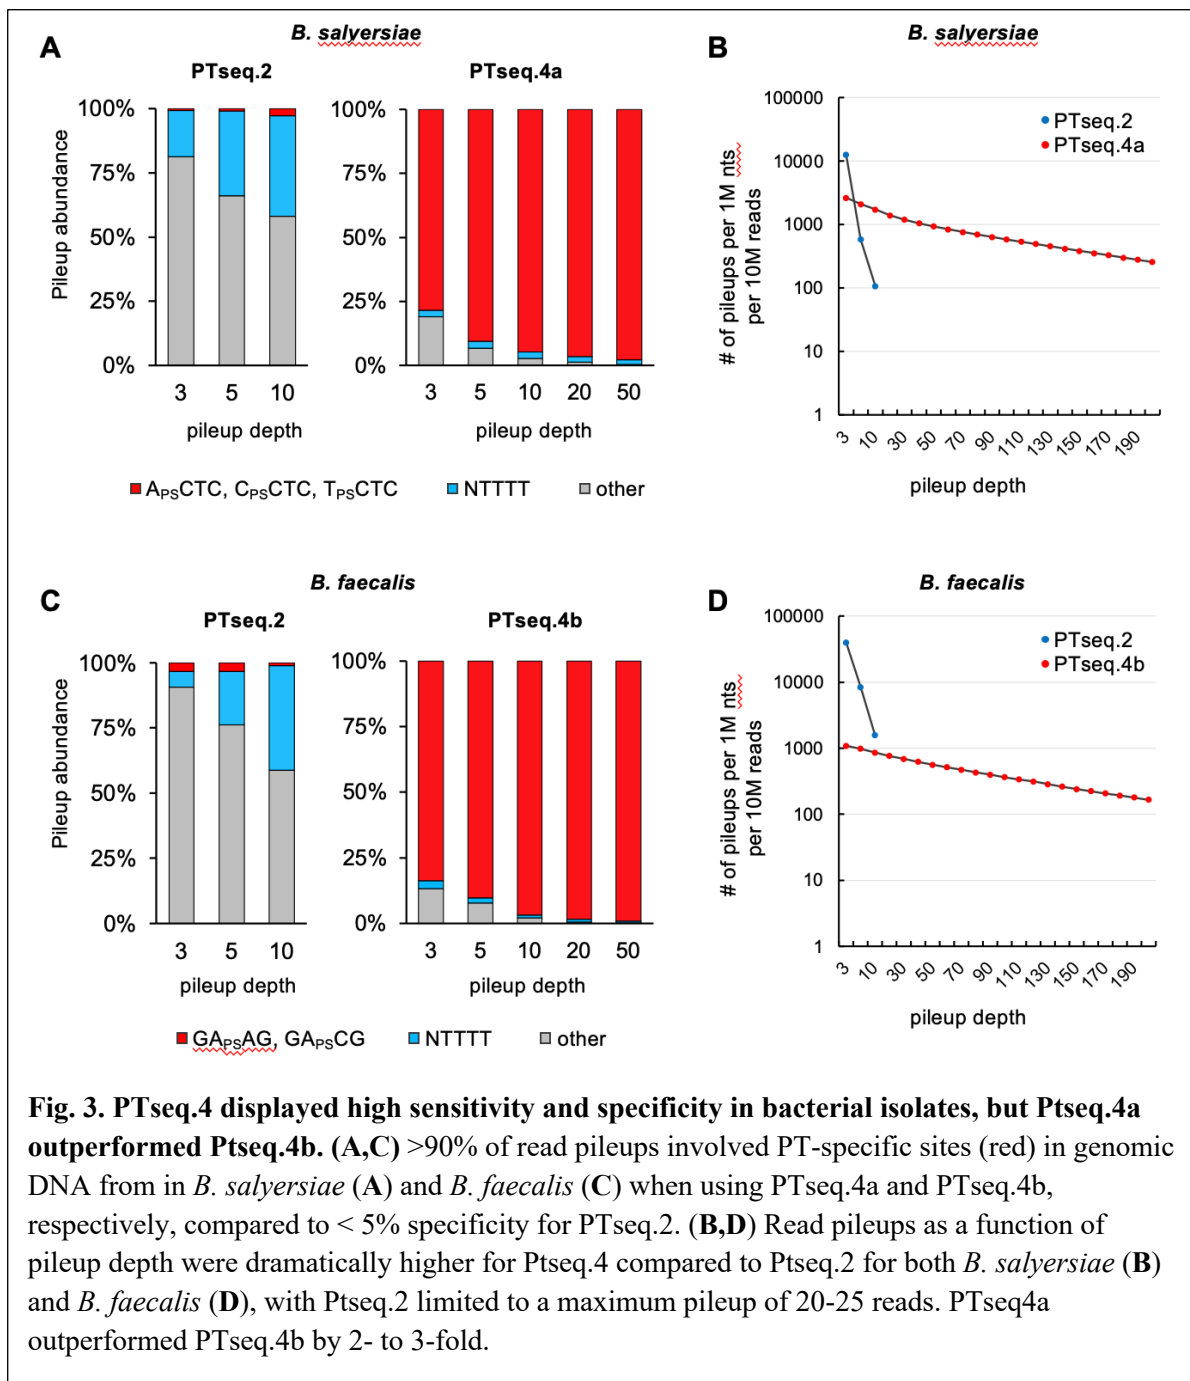 A
B. salyersiae
PTseq.2
PTseq.4a
Pileup abundance
100%
75%
50%
25%
0%
3 5 10
pileup depth
100%
75%
50%
25%
0%
3 5 10 20 50
pileup depth
A_PS CTC, C_PS CTC, T_PS CTC
NTTTT
other
B
B. salyersiae
# of pileups per 1M nts
per 10M reads
100000
10000
1000
100
10
1
PTseq.2
PTseq.4a
3 10 30 50 70 90 110 130 150 170 190
pileup depth
C
B. faecalis
PTseq.2
PTseq.4b
Pileup abundance
100%
75%
50%
25%
0%
3 5 10
pileup depth
100%
75%
50%
25%
0%
3 5 10 20 50
pileup depth
GA_PS AG, GA_PS CG
NTTTT
other
D
B. faecalis
# of pileups per 1M nts
per 10M reads
100000
10000
1000
100
10
1
PTseq.2
PTseq.4b
3 10 30 50 70 90 110 130 150 170 190
pileup depth
Fig. 3. PTseq.4 displayed high sensitivity and specificity in bacterial isolates, but Ptseq.4a
outperformed Ptseq.4b. (A,C) >90% of read pileups involved PT-specific sites (red) in genomic
DNA from in B. salyersiae (A) and B. faecalis (C) when using PTseq.4a and PTseq.4b,
respectively, compared to < 5% specificity for PTseq.2. (B,D) Read pileups as a function of
pileup depth were dramatically higher for Ptseq.4 compared to Ptseq.2 for both B. salyersiae (B)
and B. faecalis (D), with Ptseq.2 limited to a maximum pileup of 20-25 reads. PTseq4a
outperformed PTseq.4b by 2- to 3-fold.